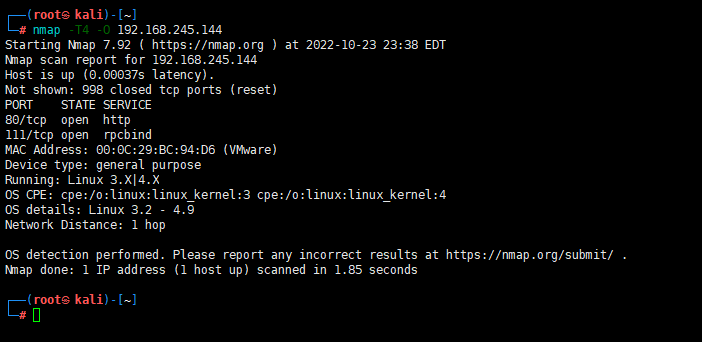 ┌──(root㉿kali)-[~]
└─# nmap -T4 -O 192.168.245.144
Starting Nmap 7.92 ( https://nmap.org ) at 2022-10-23 23:38 EDT
Nmap scan report for 192.168.245.144
Host is up (0.00037s latency).
Not shown: 998 closed tcp ports (reset)
PORT    STATE SERVICE
80/tcp  open  http
111/tcp open  rpcbind
MAC Address: 00:0C:29:BC:94:D6 (VMware)
Device type: general purpose
Running: Linux 3.X|4.X
OS CPE: cpe:/o:linux:linux_kernel:3 cpe:/o:linux:linux_kernel:4
OS details: Linux 3.2 - 4.9
Network Distance: 1 hop

OS detection performed. Please report any incorrect results at https://nmap.org/submit/ .
Nmap done: 1 IP address (1 host up) scanned in 1.85 seconds

┌──(root㉿kali)-[~]
└─#